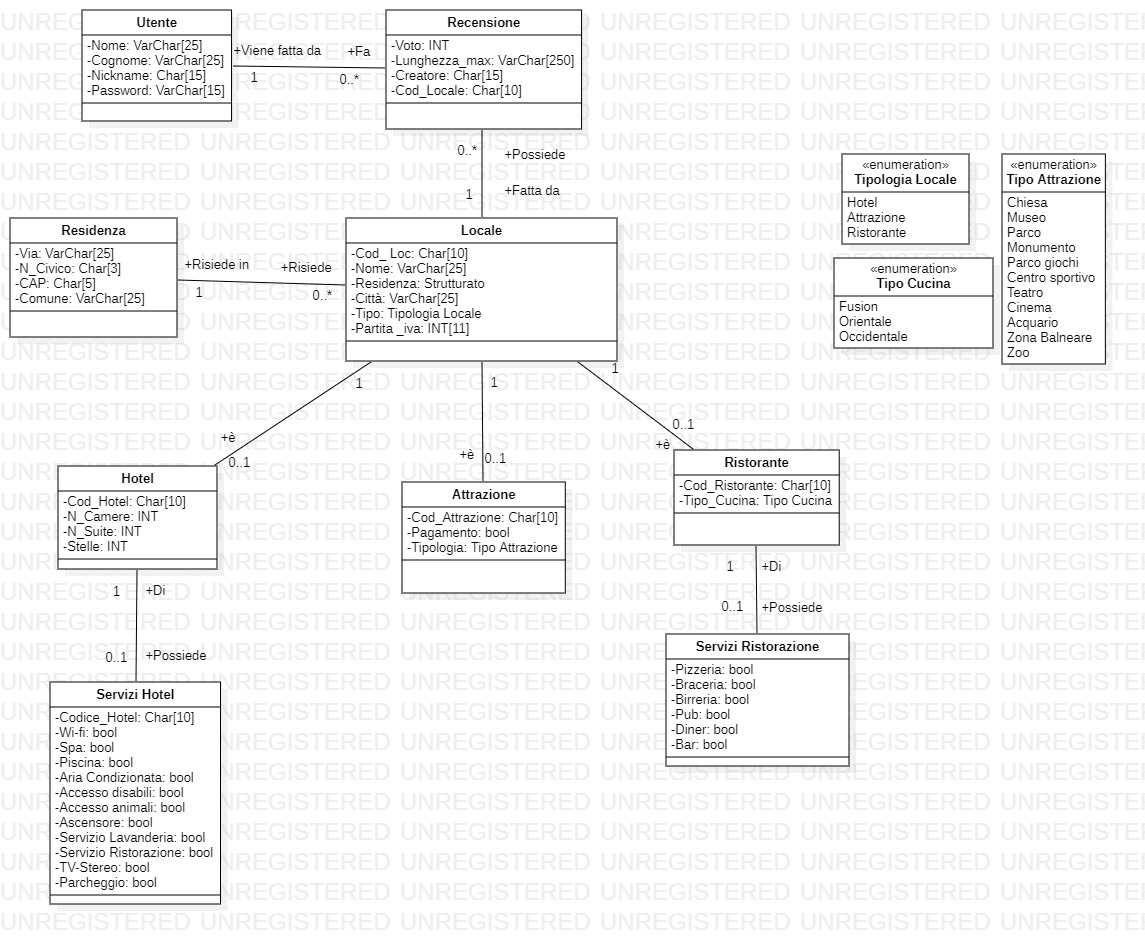 Utente
-Nome: VarChar[25]
-Cognome: VarChar[25]
-Nickname: Char[15]
-Password: VarChar[15]
+Viene fatta da
+Fa
1
0..*
Recensione
-Voto: INT
-Lunghezza_max: VarChar[250]
-Creatore: Char[15]
-Cod_Locale: Char[10]
0..*
+Possiede
1
+Fatta da
Residenza
-Via: VarChar[25]
-N_Civico: Char[3]
-CAP: Char[5]
-Comune: VarChar[25]
+Risiede in
+Risiede
1
0..*
Locale
-Cod_ Loc: Char[10]
-Nome: VarChar[25]
-Residenza: Strutturato
-Città: VarChar[25]
-Tipo: Tipologia Locale
-Partita _iva: INT[11]
«enumeration»
Tipologia Locale
Hotel
Attrazione
Ristorante
«enumeration»
Tipo Cucina
Fusion
Orientale
Occidentale
«enumeration»
Tipo Attrazione
Chiesa
Museo
Parco
Monumento
Parco giochi
Centro sportivo
Teatro
Cinema
Acquario
Zona Balneare
Zoo
1
+è
0..1
1
+è
0..1
1
0..1
+è
Hotel
-Cod_Hotel: Char[10]
-N_Camere: INT
-N_Suite: INT
-Stelle: INT
Attrazione
-Cod_Attrazione: Char[10]
-Pagamento: bool
-Tipologia: Tipo Attrazione
Ristorante
-Cod_Ristorante: Char[10]
-Tipo_Cucina: Tipo Cucina
1
+Di
0..1
+Possiede
1
+Di
0..1
+Possiede
Servizi Hotel
-Codice_Hotel: Char[10]
-Wi-fi: bool
-Spa: bool
-Piscina: bool
-Aria Condizionata: bool
-Accesso disabili: bool
-Accesso animali: bool
-Ascensore: bool
-Servizio Lavanderia: bool
-Servizio Ristorazione: bool
-TV-Stereo: bool
-Parcheggio: bool
Servizi Ristorazione
-Pizzeria: bool
-Braceria: bool
-Birreria: bool
-Pub: bool
-Diner: bool
-Bar: bool
UNREGISTERED